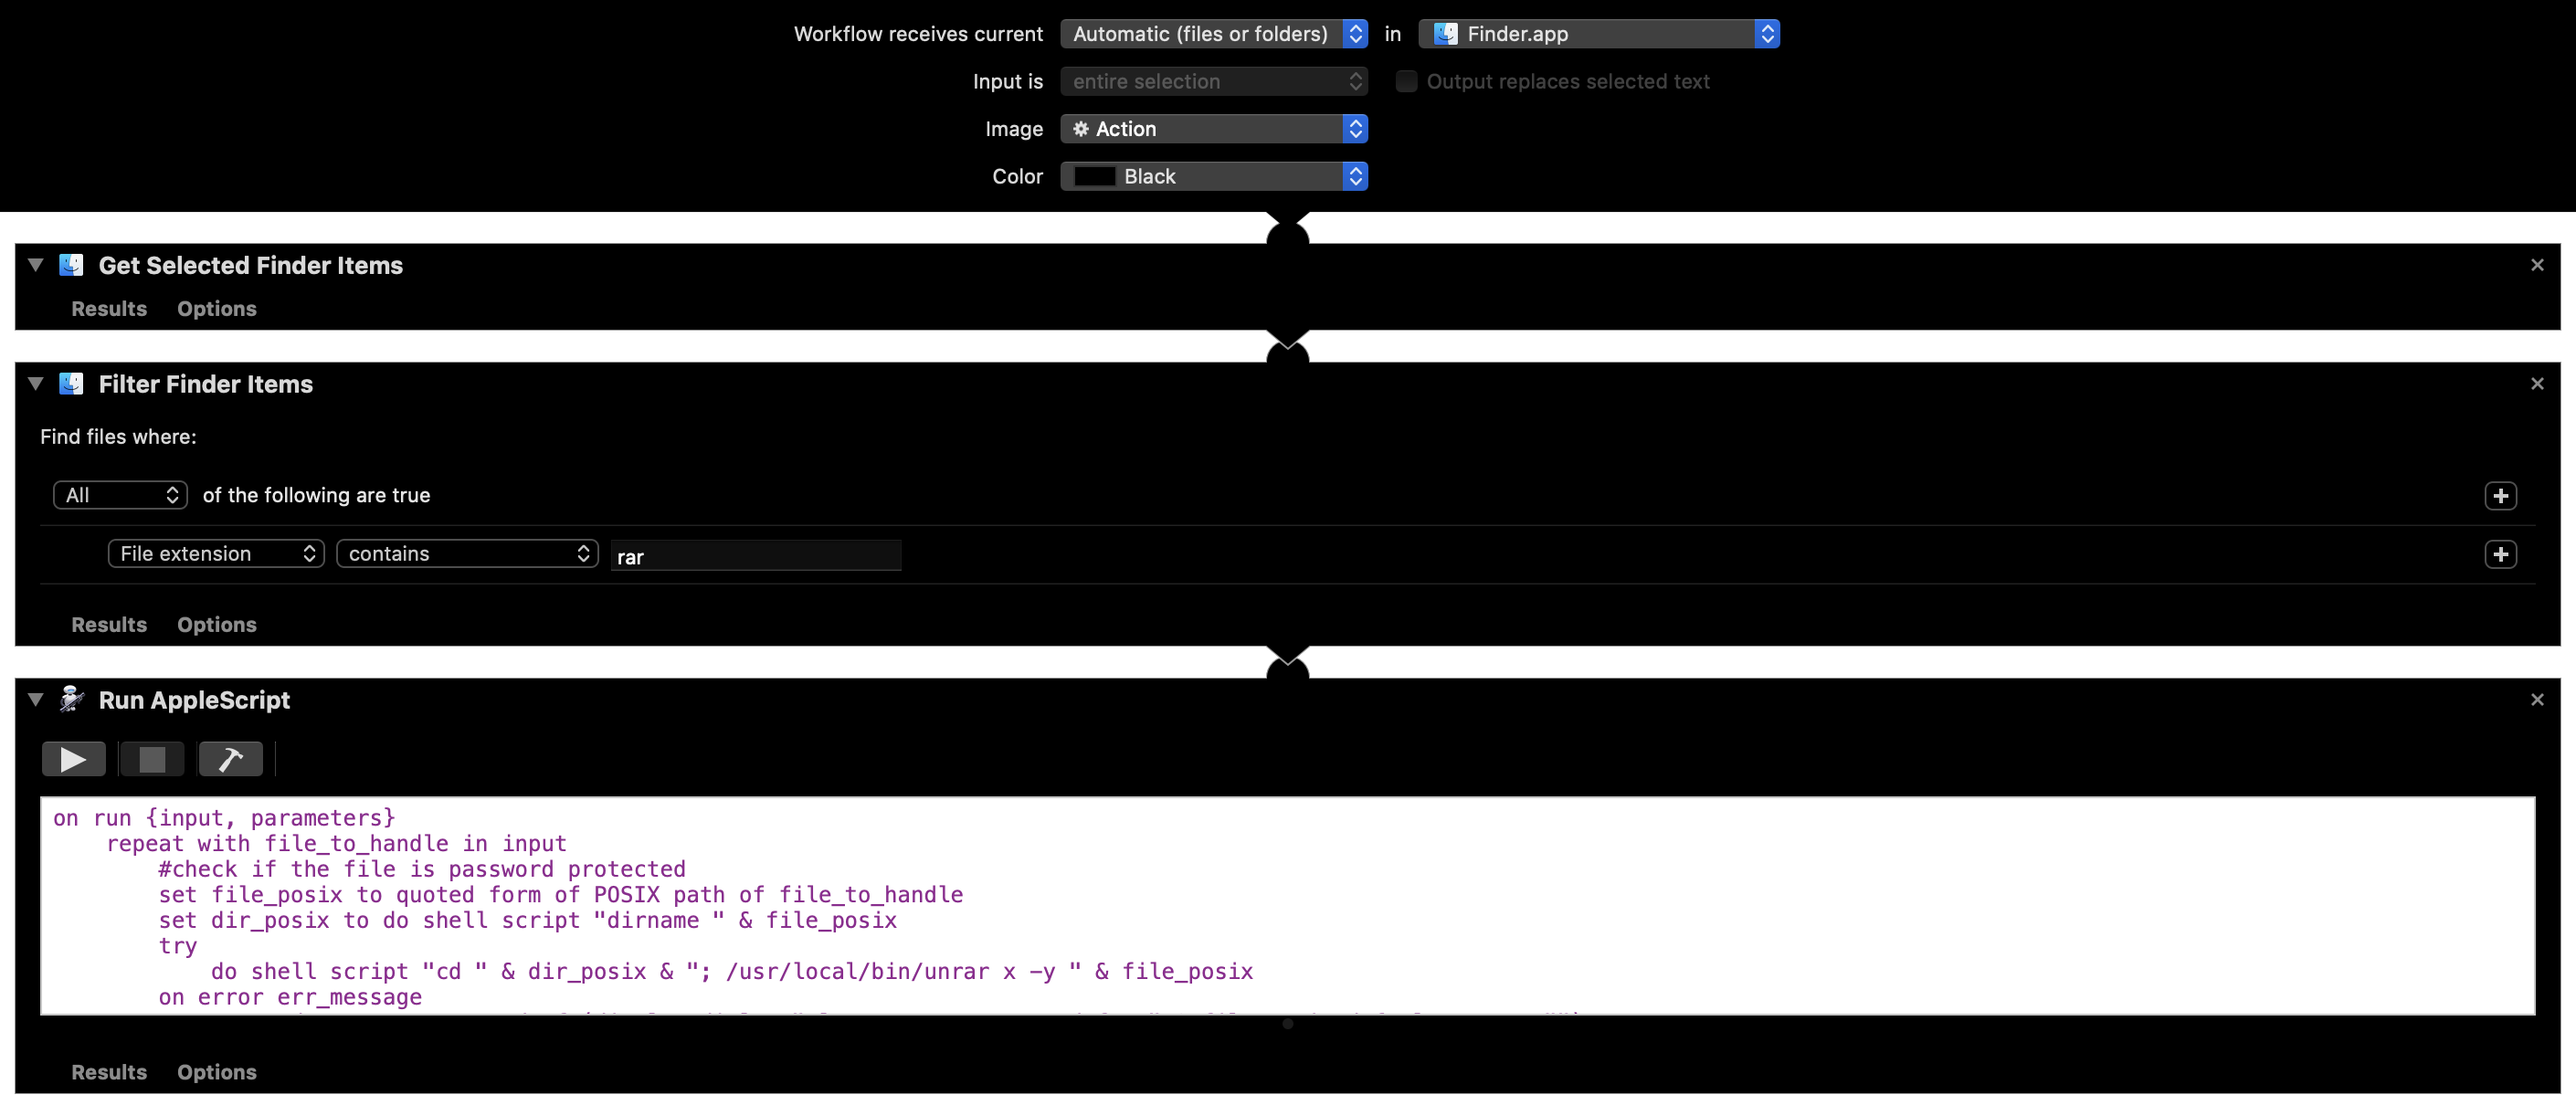 Workflow receives current Automatic (files or folders) in Finder.app
Input is entire selection Output replaces selected text
Image Action
Color Black
Get Selected Finder Items
Results Options
Filter Finder Items
Find files where:
All of the following are true
File extension contains rar
Results Options
Run AppleScript
on run {input, parameters}
repeat with file_to_handle in input
#check if the file is password protected
set file_posix to quoted form of POSIX path of file_to_handle
set dir_posix to do shell script "dirname " & file_posix
try
do shell script "cd " & dir_posix & "; /usr/local/bin/unrar x -y " & file_posix
on error err_message
Results Options